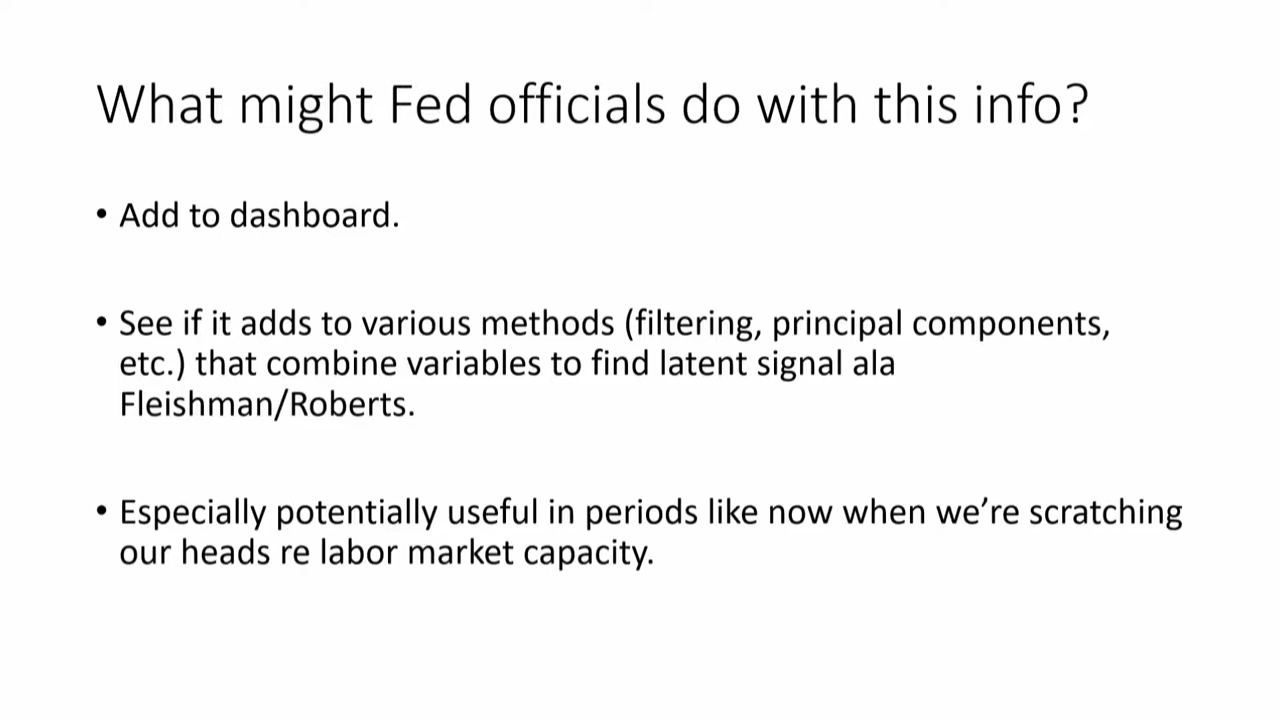 What might Fed officials do with this info?
• Add to dashboard.
• See if it adds to various methods (filtering, principal components,
etc.) that combine variables to find latent signal ala
Fleishman/Roberts.
• Especially potentially useful in periods like now when we’re scratching
our heads re labor market capacity.